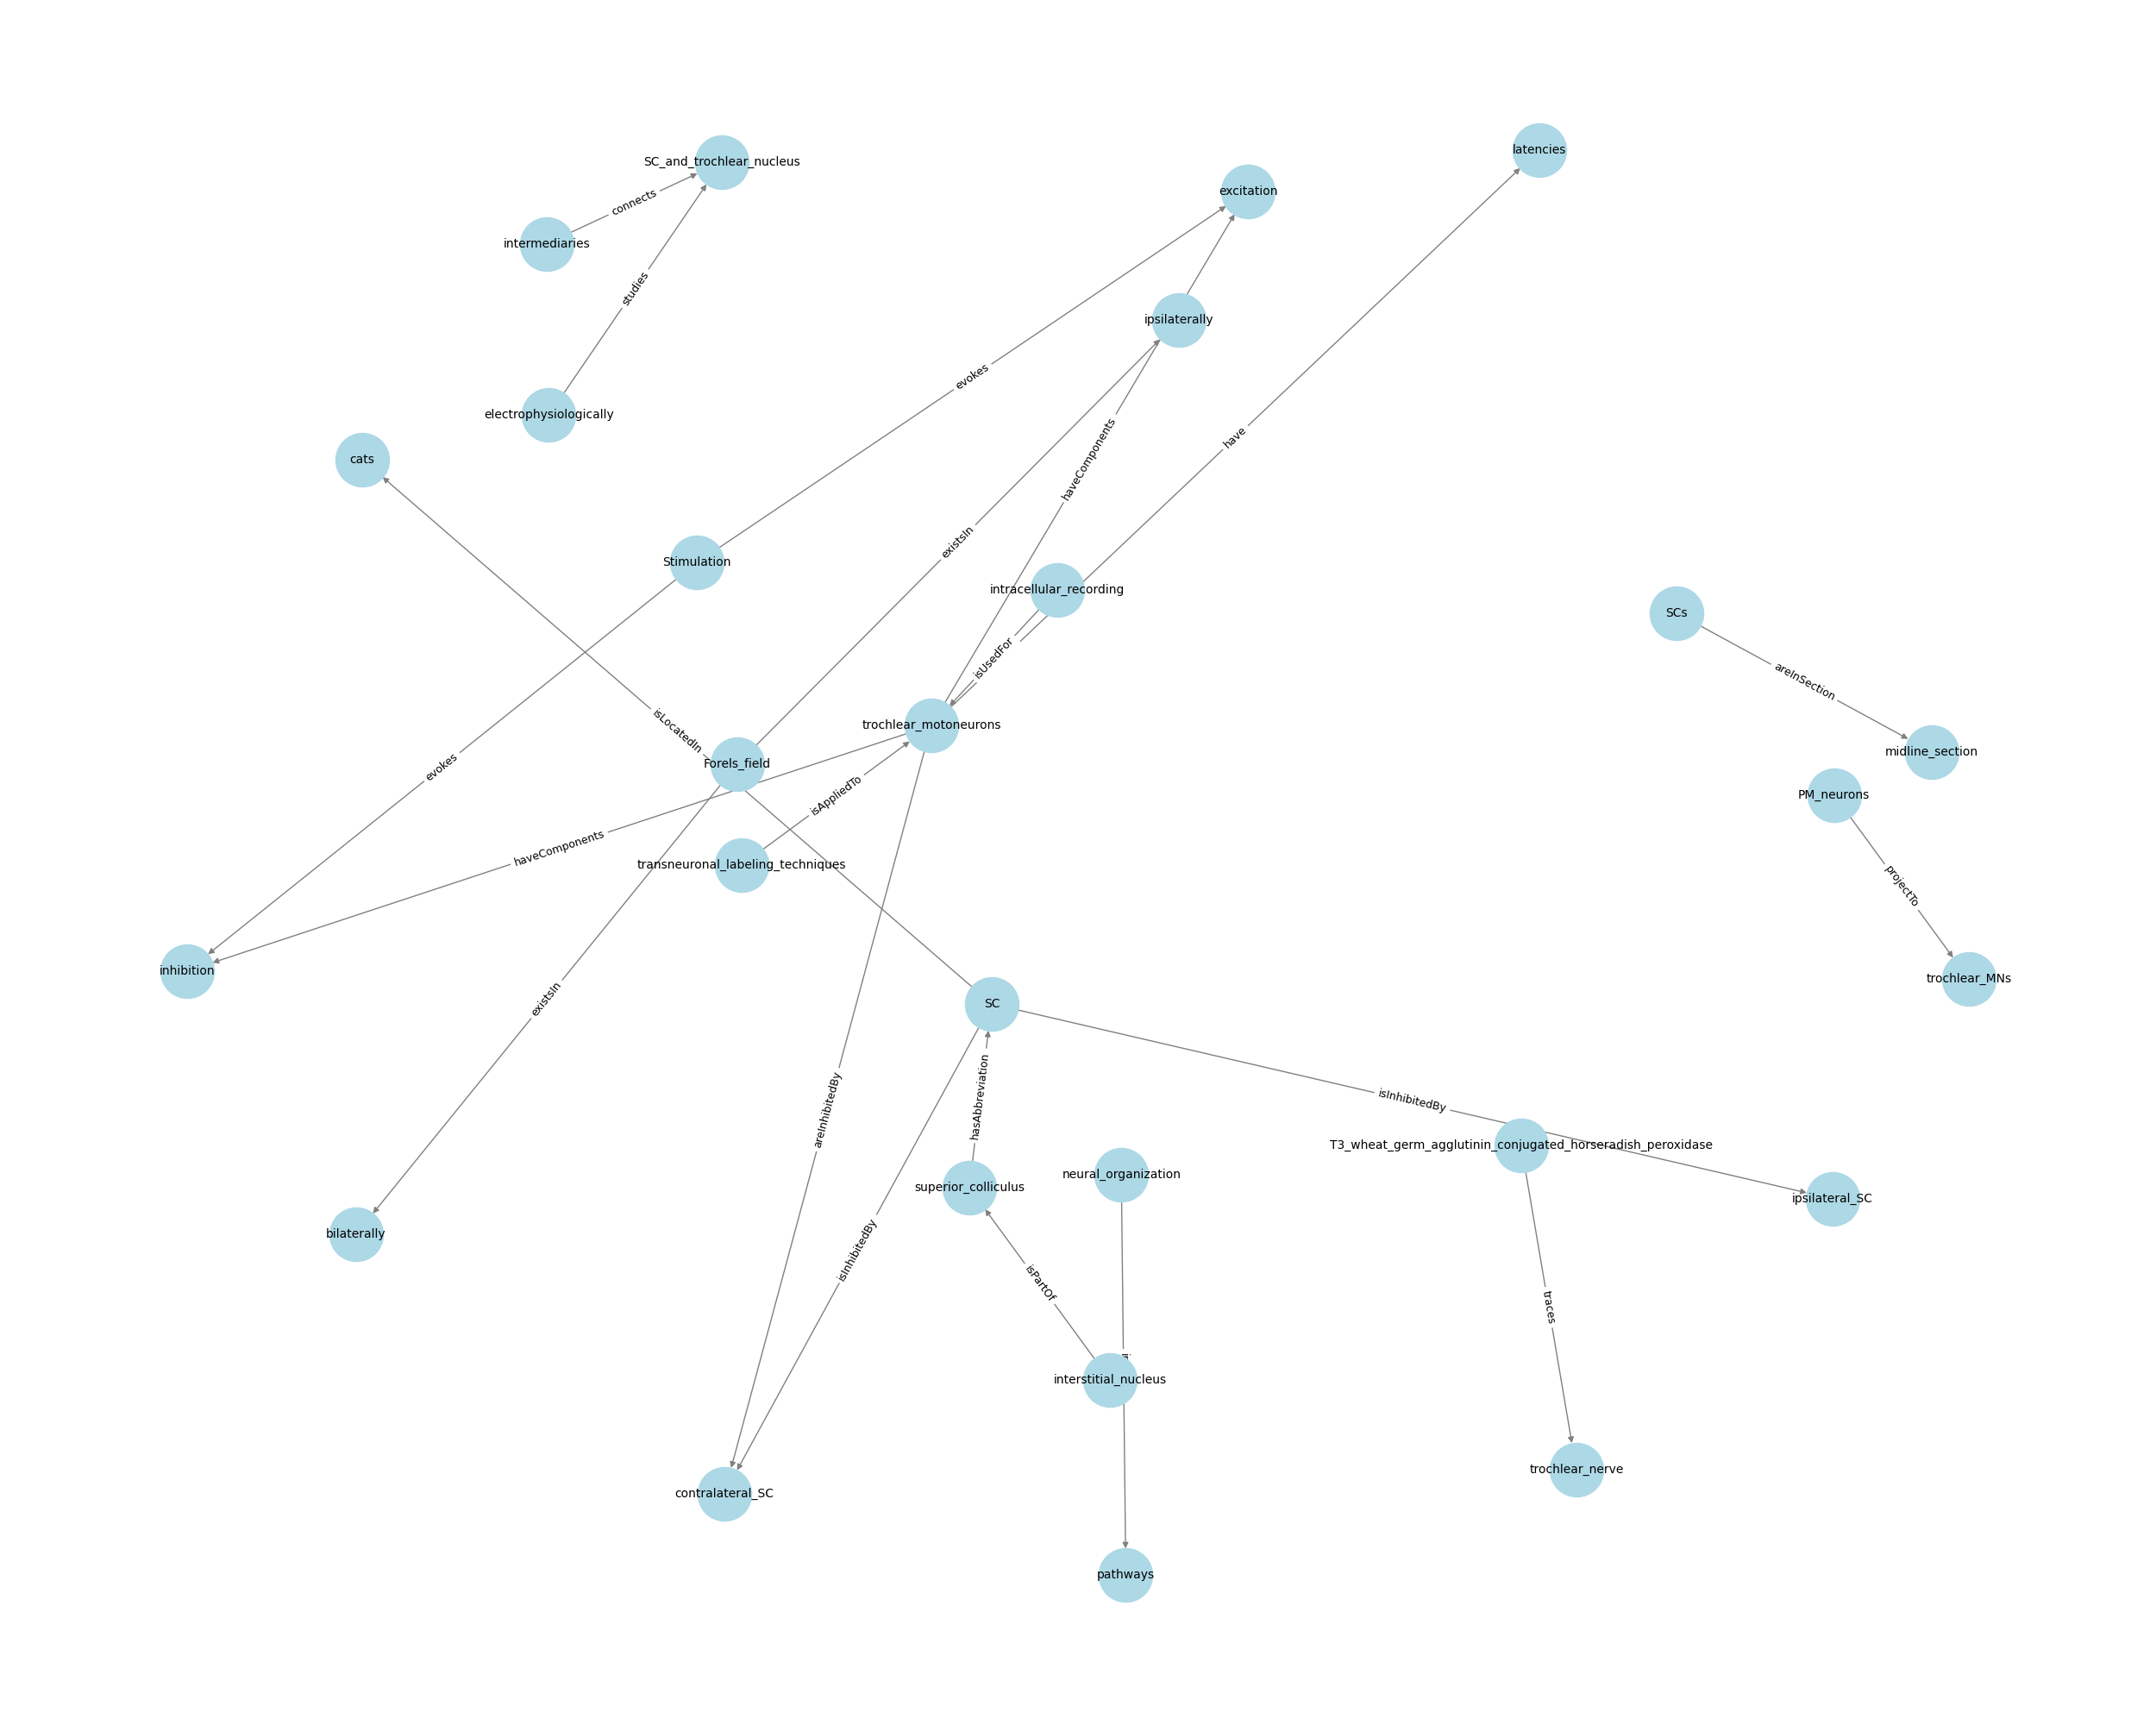 latencies
SC_and_trochlear_nucleus
excitation
connects
intermediaries
studies
ipsilaterally
evokes
electrophysiologically
have
haveComponents
cats
existsIn
Stimulation
intracellular_recording
SCs
isUsedFor
areInSection
trochlear_motoneurons
isLocatedIn
midline_section
Forels_field
evokes
isAppliedTo
PM_neurons
haveComponents
transneuronal_labeling_techniques
projectTo
inhibition
trochlear_MNs
existsIn
SC
hasAbbreviation
isInhibitedBy
areInhibitedBy
T3_wheat_germ_agglutinin_conjugated_horseradish_peroxidase
neural_organization
superior_colliculus
ipsilateral_SC
bilaterally
isInhibitedBy
isPartOf
traces
interstitial_nucleus
trochlear_nerve
contralateral_SC
pathways